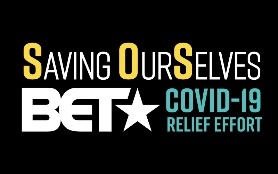 SAVING OURSELVES
BET★ COVID-19
RELIEF EFFORT